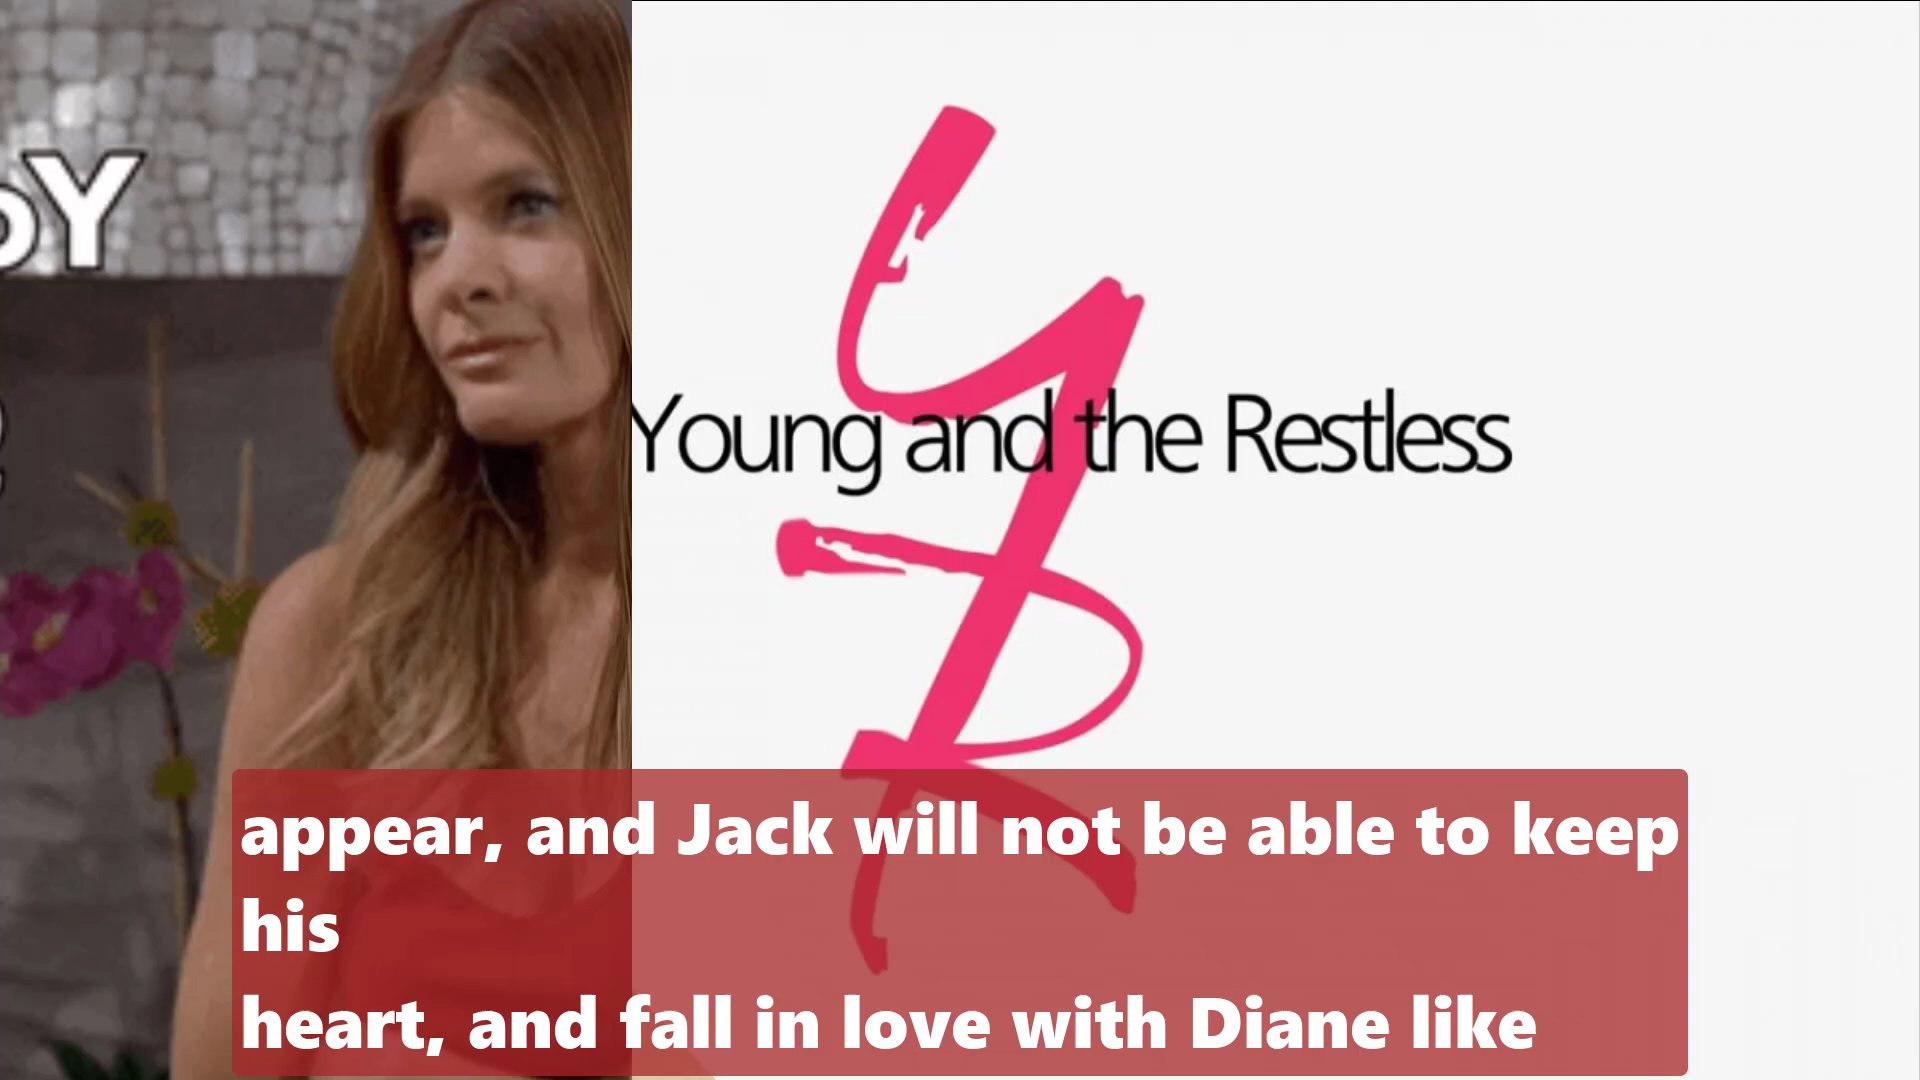 DY
Young and the Restless
appear, and Jack will not be able to keep
his
heart, and fall in love with Diane like